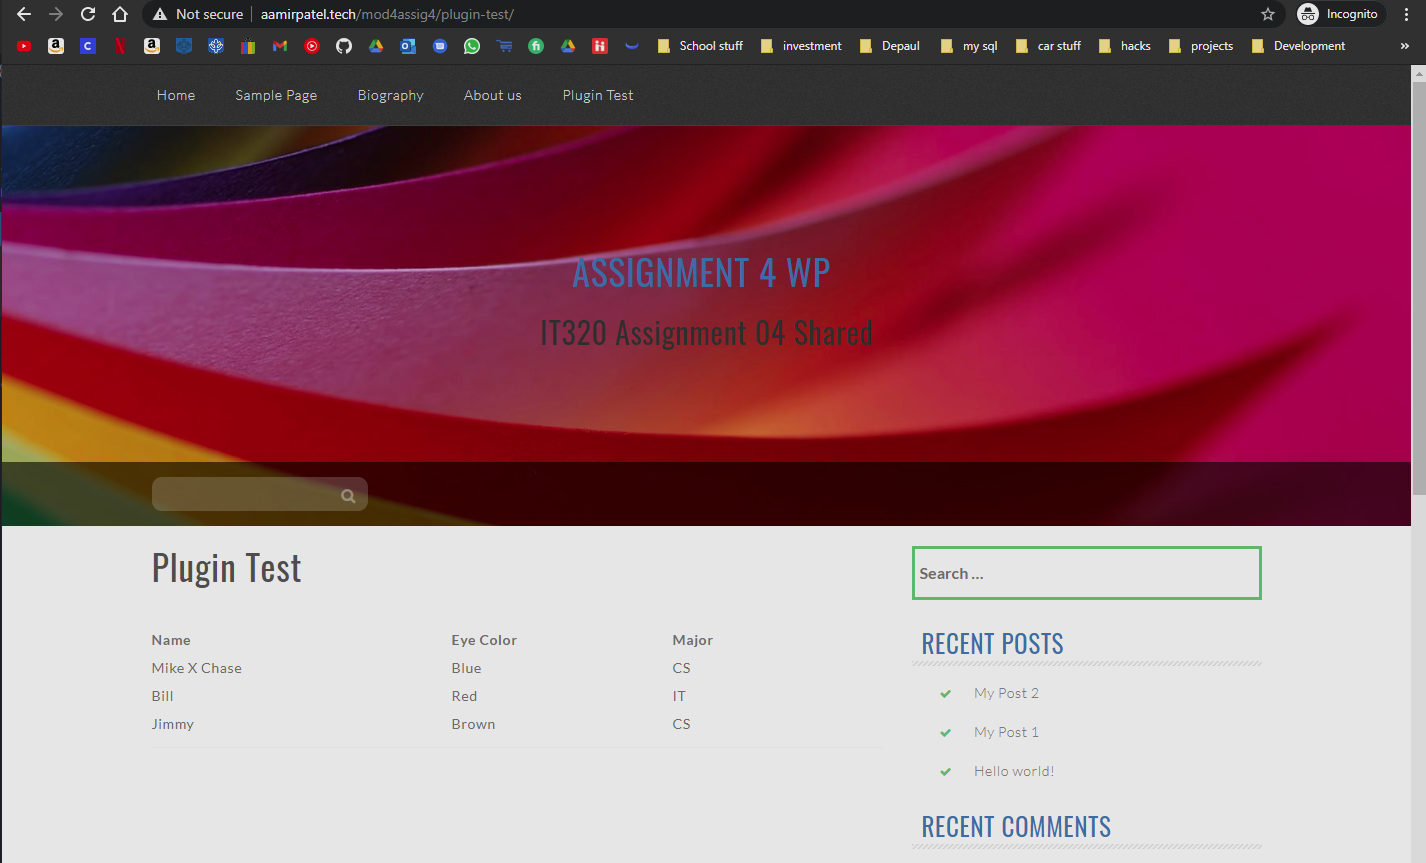 Not secure aamirpatel.tech/mod4assig4/plugin-test/ Incognito
School stuff investment Depaul my sql car stuff hacks projects Development »
Home Sample Page Biography About us Plugin Test
ASSIGNMENT 4 WP
IT320 Assignment 04 Shared
Plugin Test
Name Eye Color Major
Mike X Chase Blue CS
Bill Red IT
Jimmy Brown CS
Search ...
RECENT POSTS
My Post 2
My Post 1
Hello world!
RECENT COMMENTS